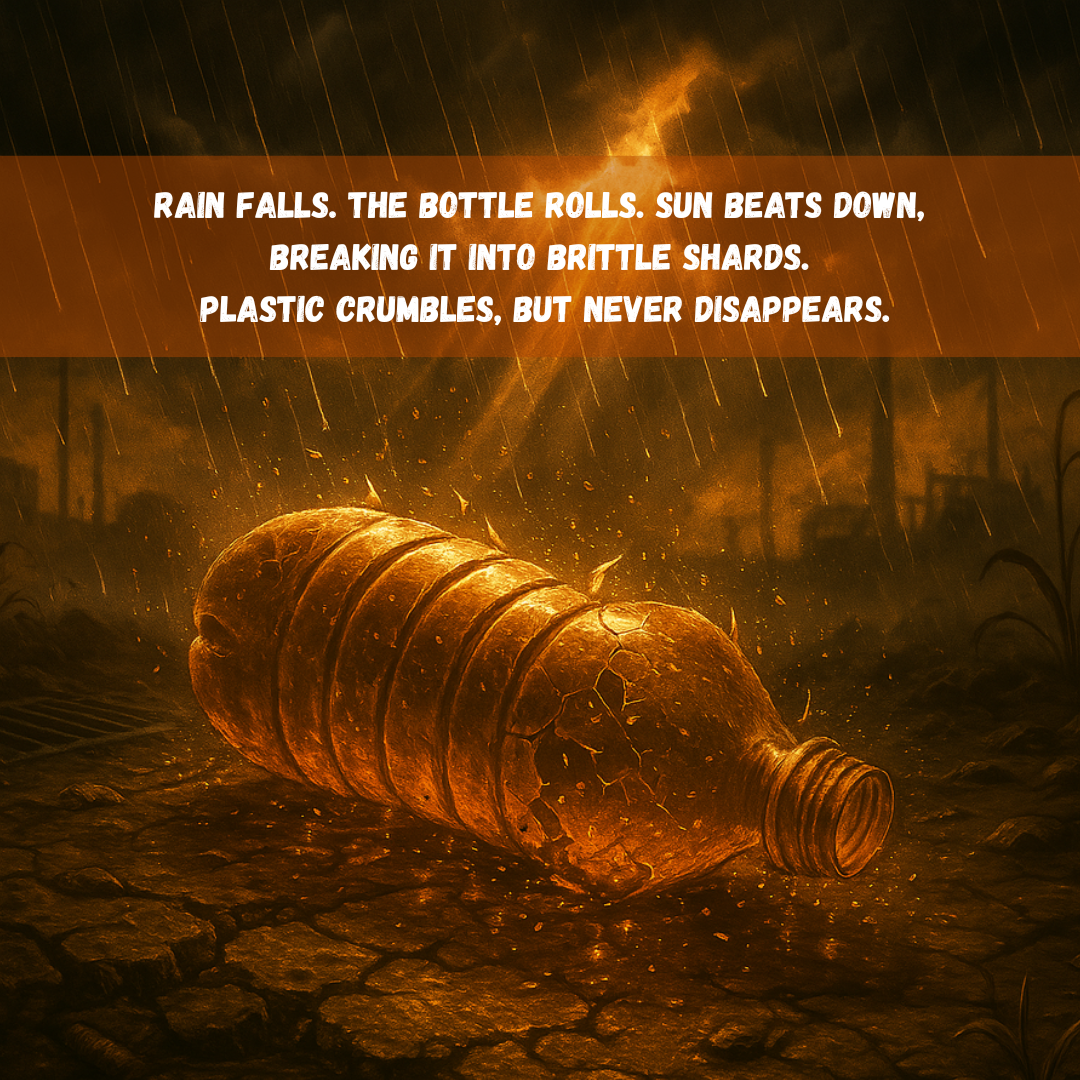 RAIN FALLS. THE BOTTLE ROLLS. SUN BEATS DOWN,
BREAKING IT INTO BRITTLE SHARDS.
PLASTIC CRUMBLES, BUT NEVER DISAPPEARS.